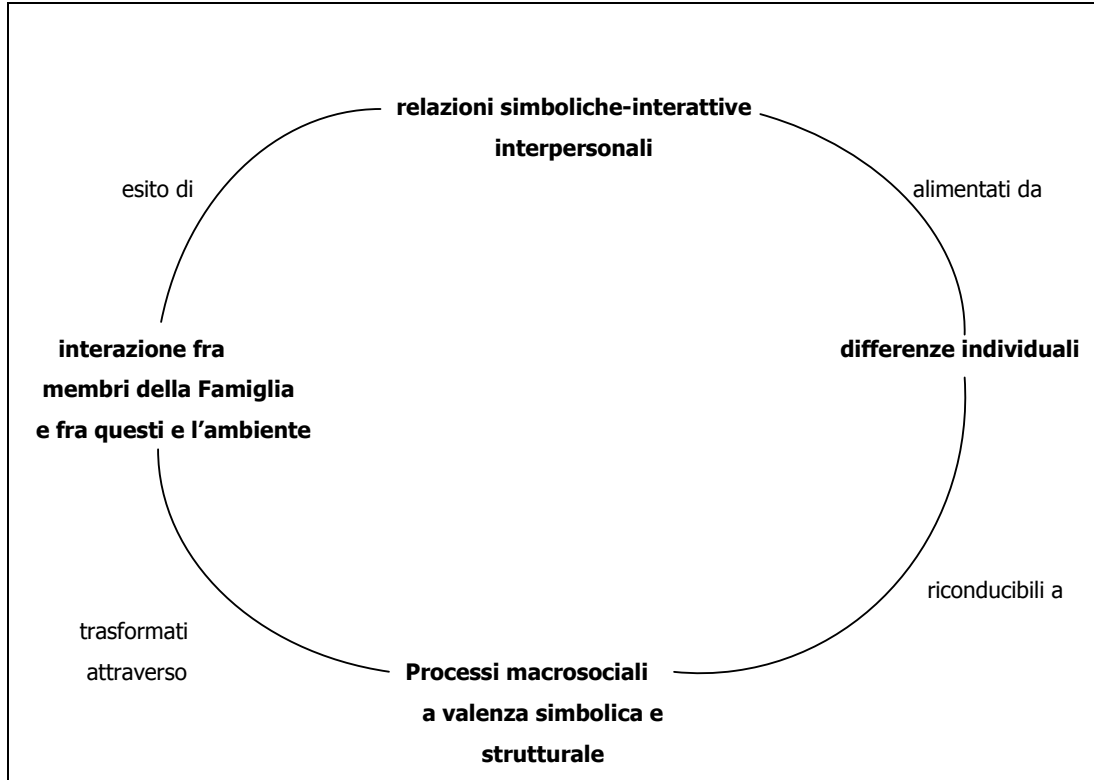 relazioni simboliche-interattive
interpersonali
esito di
alimentati da
interazione fra
membri della Famiglia
e fra questi e l'ambiente
differenze individuali
riconducibili a
trasformati
attraverso
Processi macrosociali
a valenza simbolica e
strutturale